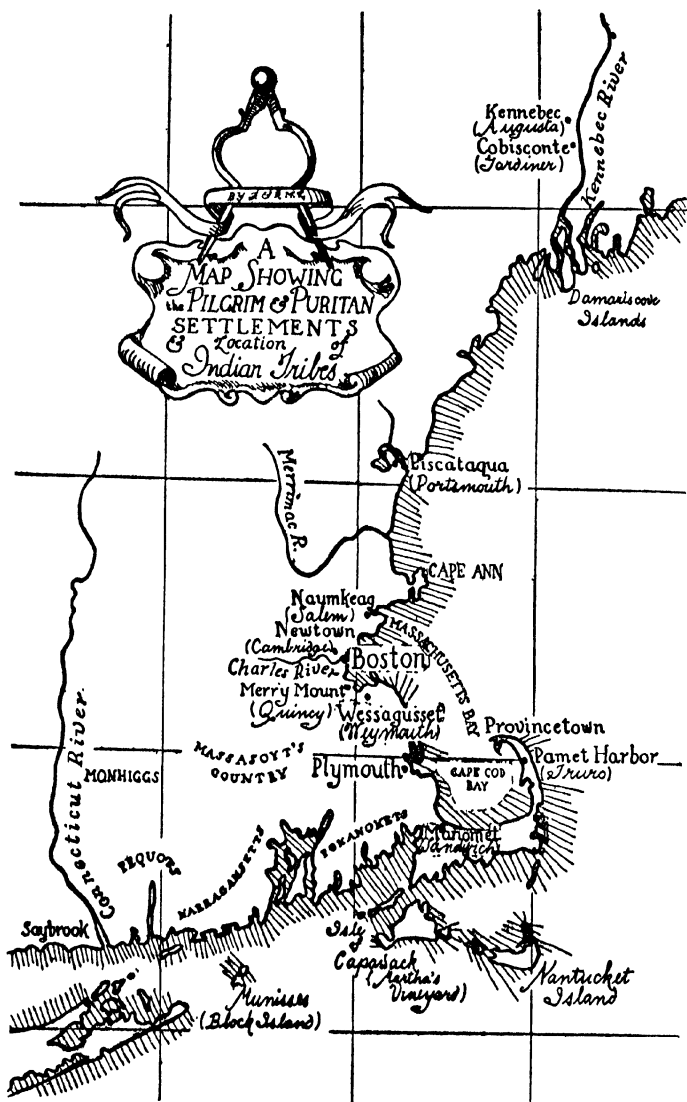 A
MAP SHOWING
the PILGRIM & PURITAN
SETTLEMENTS
& Location of
Indian Tribes
Kennebec
(Augusta)
Cobisconte
(Gardiner)
Kennebec River
Damariscove
Islands
Piscataqua
(Portsmouth)
Merrimac R.
CAPE ANN
Naumkeag
(Salem)
Newtown
(Cambridge)
MASSACHUSETTS BAY
Boston
Charles River
Merry Mount
(Quincy)
Wessagusset
(Weymouth)
Provincetown
Pamet Harbor
(Truro)
MASSASOYT'S
COUNTRY
Plymouth
CAPE COD
BAY
Connecticut River
MONHIGGS
PEQUORS
NARRAGANSETTS
POKANOKETS
Manomet
Sandwich
Saybrook
Isle
Capawack
(Martha's
Vineyard)
Nantucket
Island
Munisses
(Block Island)